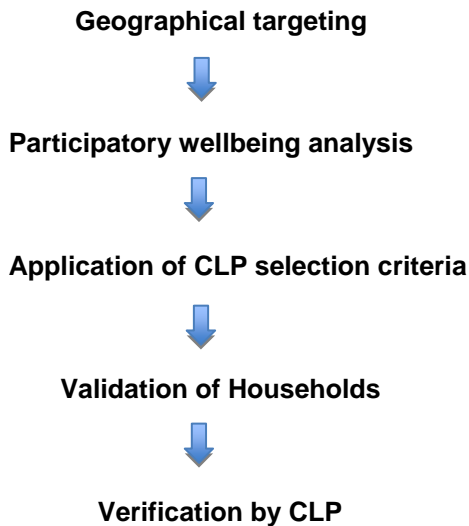 Geographical targeting
Participatory wellbeing analysis
Application of CLP selection criteria
Validation of Households
Verification by CLP